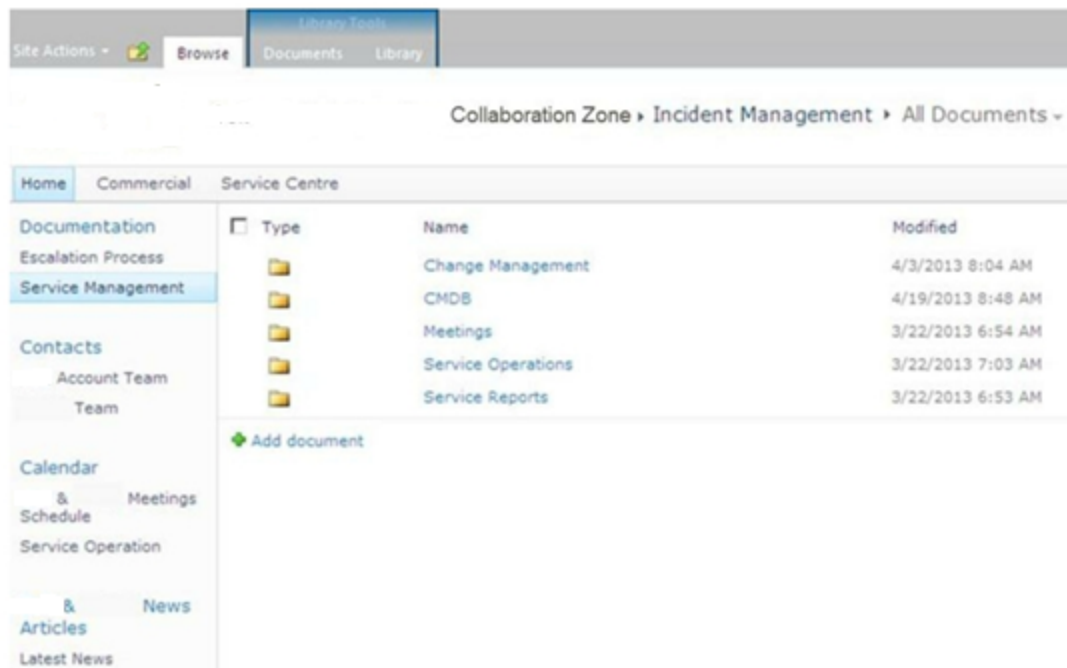 Library Tools
Site Actions Browse Documents Library
Collaboration Zone Incident Management All Documents
Home Commercial Service Centre
Documentation
Escalation Process
Service Management
Contacts
Account Team
Team
Calendar
& Meetings
Schedule
Service Operation
& News
Articles
Latest News
Type Name Modified
Change Management 4/3/2013 8:04 AM
CMDB 4/19/2013 8:48 AM
Meetings 3/22/2013 6:54 AM
Service Operations 3/22/2013 7:03 AM
Service Reports 3/22/2013 6:53 AM
Add document